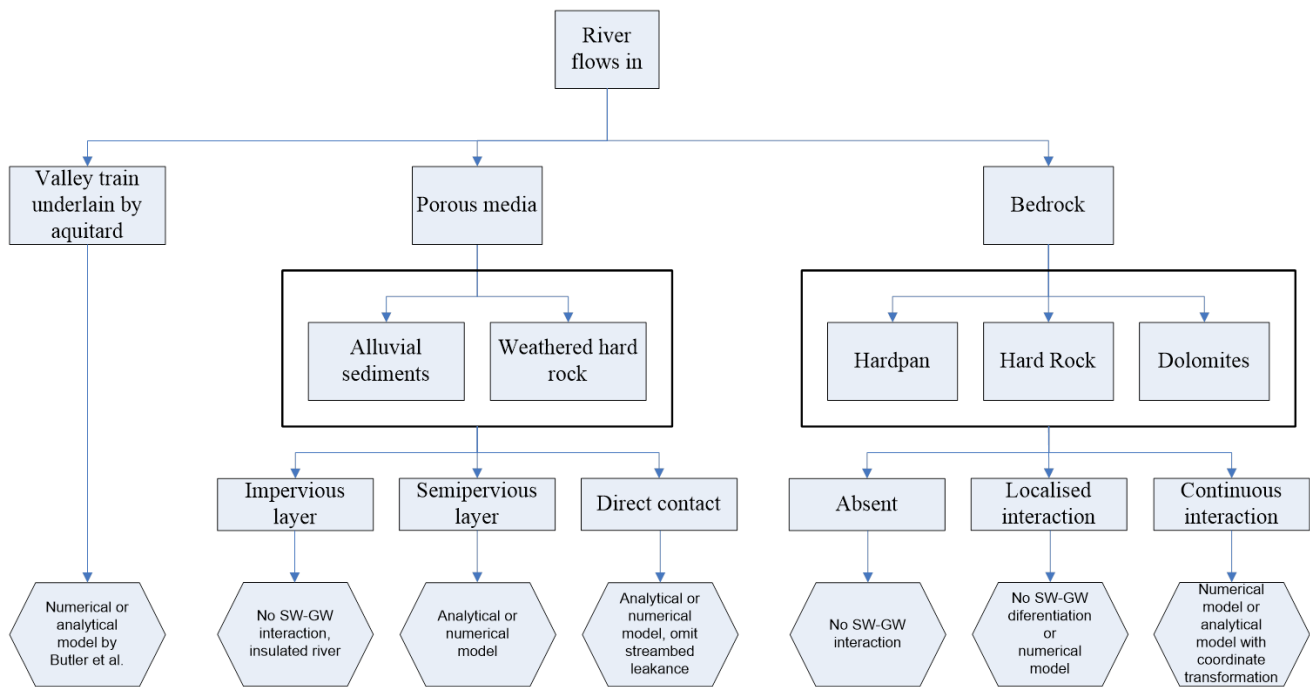 River
flows in
Valley train
underlain by
aquitard
Porous media
Bedrock
Alluvial
sediments
Weathered hard
rock
Hardpan
Hard Rock
Dolomites
Impervious
layer
Semipervious
layer
Direct contact
Absent
Localised
interaction
Continuous
interaction
Numerical or
analytical
model by
Butler et al.
No SW-GW
interaction,
insulated river
Analytical or
numerical
model
Analytical or
numerical
model, omit
streambed
leakance
No SW-GW
interaction
No SW-GW
diferentiation
or
numerical
model
Numerical
model or
analytical
model with
coordinate
transformation